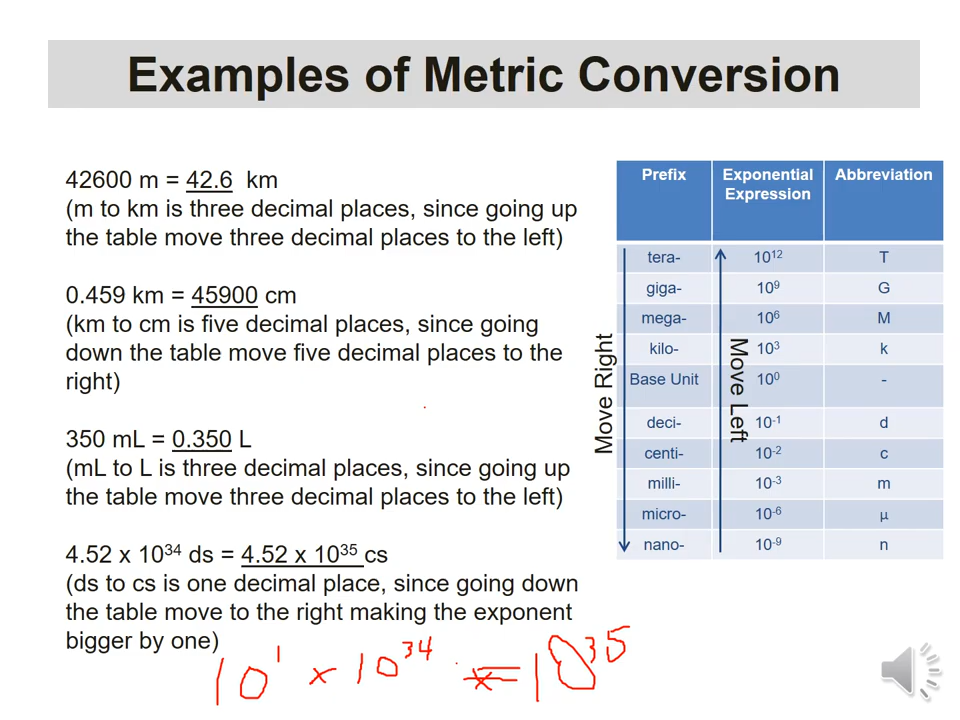 Examples of Metric Conversion
42600 m = 42.6 km
(m to km is three decimal places, since going up
the table move three decimal places to the left)
0.459 km = 45900 cm
(km to cm is five decimal places, since going
down the table move five decimal places to the
right)
350 mL = 0.350 L
(mL to L is three decimal places, since going up
the table move three decimal places to the left)
4.52 x 10³⁴ ds = 4.52 x 10³⁵ cs
(ds to cs is one decimal place, since going down
the table move to the right making the exponent
bigger by one)
10¹ x 10³⁴ = 10³⁵
Move Right
Move Left
Prefix Exponential Expression Abbreviation
tera- 10¹² T
giga- 10⁹ G
mega- 10⁶ M
kilo- 10³ k
Base Unit 10⁰ -
deci- 10⁻¹ d
centi- 10⁻² c
milli- 10⁻³ m
micro- 10⁻⁶ µ
nano- 10⁻⁹ n